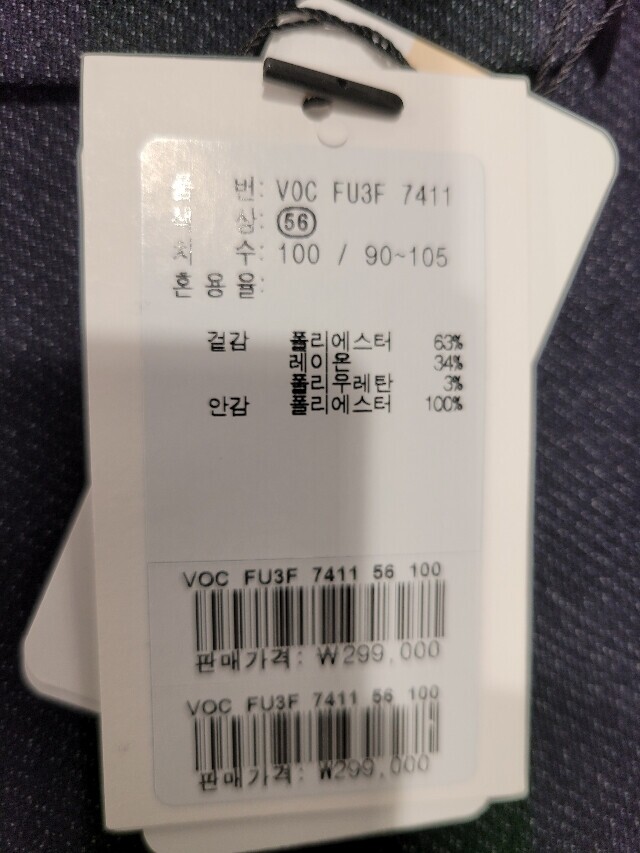 품 번: VOC FU3F 7411
색 상: 56
치 수: 100 / 90~105
혼 용 율:
겉감 폴리에스터 63%
레이온 34%
폴리우레탄 3%
안감 폴리에스터 100%
VOC FU3F 7411 56 100
판매가격: ₩299,000
VOC FU3F 7411 56 100
판매가격: ₩299,000